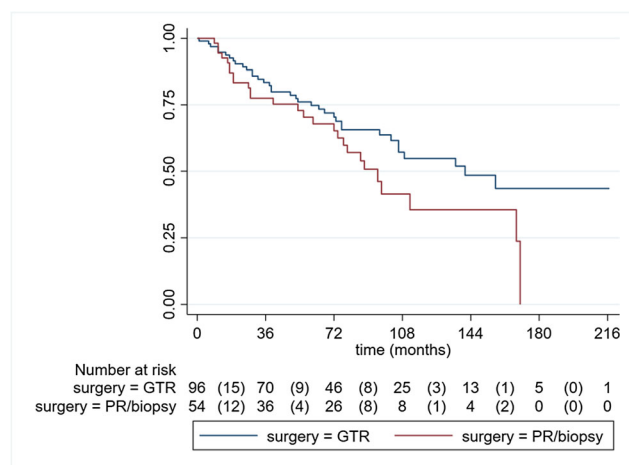 1.00
0.75
0.50
0.25
0.00
0 36 72 108 144 180 216
time (months)
Number at risk
surgery = GTR 96 (15) 70 (9) 46 (8) 25 (3) 13 (1) 5 (0) 1
surgery = PR/biopsy 54 (12) 36 (4) 26 (8) 8 (1) 4 (2) 0 (0) 0
surgery = GTR surgery = PR/biopsy